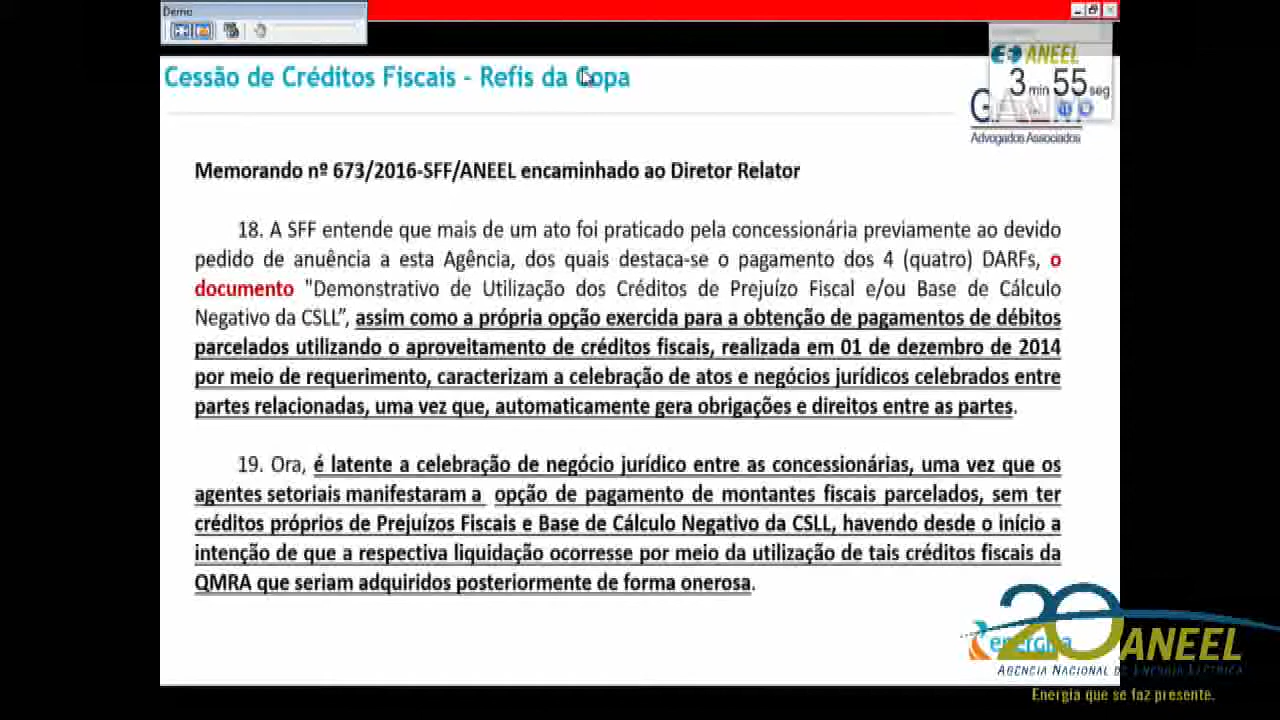 Demo
ANEEL
3 min 55 seg
Cessão de Créditos Fiscais - Refis da Copa
Advogados Associados
Memorando nº 673/2016-SFF/ANEEL encaminhado ao Diretor Relator
18. A SFF entende que mais de um ato foi praticado pela concessionária previamente ao devido
pedido de anuência a esta Agência, dos quais destaca-se o pagamento dos 4 (quatro) DARFs, o
documento "Demonstrativo de Utilização dos Créditos de Prejuízo Fiscal e/ou Base de Cálculo
Negativo da CSLL”, assim como a própria opção exercida para a obtenção de pagamentos de débitos
parcelados utilizando o aproveitamento de créditos fiscais, realizada em 01 de dezembro de 2014
por meio de requerimento, caracterizam a celebração de atos e negócios jurídicos celebrados entre
partes relacionadas, uma vez que, automaticamente gera obrigações e direitos entre as partes.
19. Ora, é latente a celebração de negócio jurídico entre as concessionárias, uma vez que os
agentes setoriais manifestaram a opção de pagamento de montantes fiscais parcelados, sem ter
créditos próprios de Prejuízos Fiscais e Base de Cálculo Negativo da CSLL, havendo desde o início a
intenção de que a respectiva liquidação ocorresse por meio da utilização de tais créditos fiscais da
QMRA que seriam adquiridos posteriormente de forma onerosa.
energisa
20 ANEEL
AGÊNCIA NACIONAL DE ENERGIA ELÉTRICA
Energia que se faz presente.